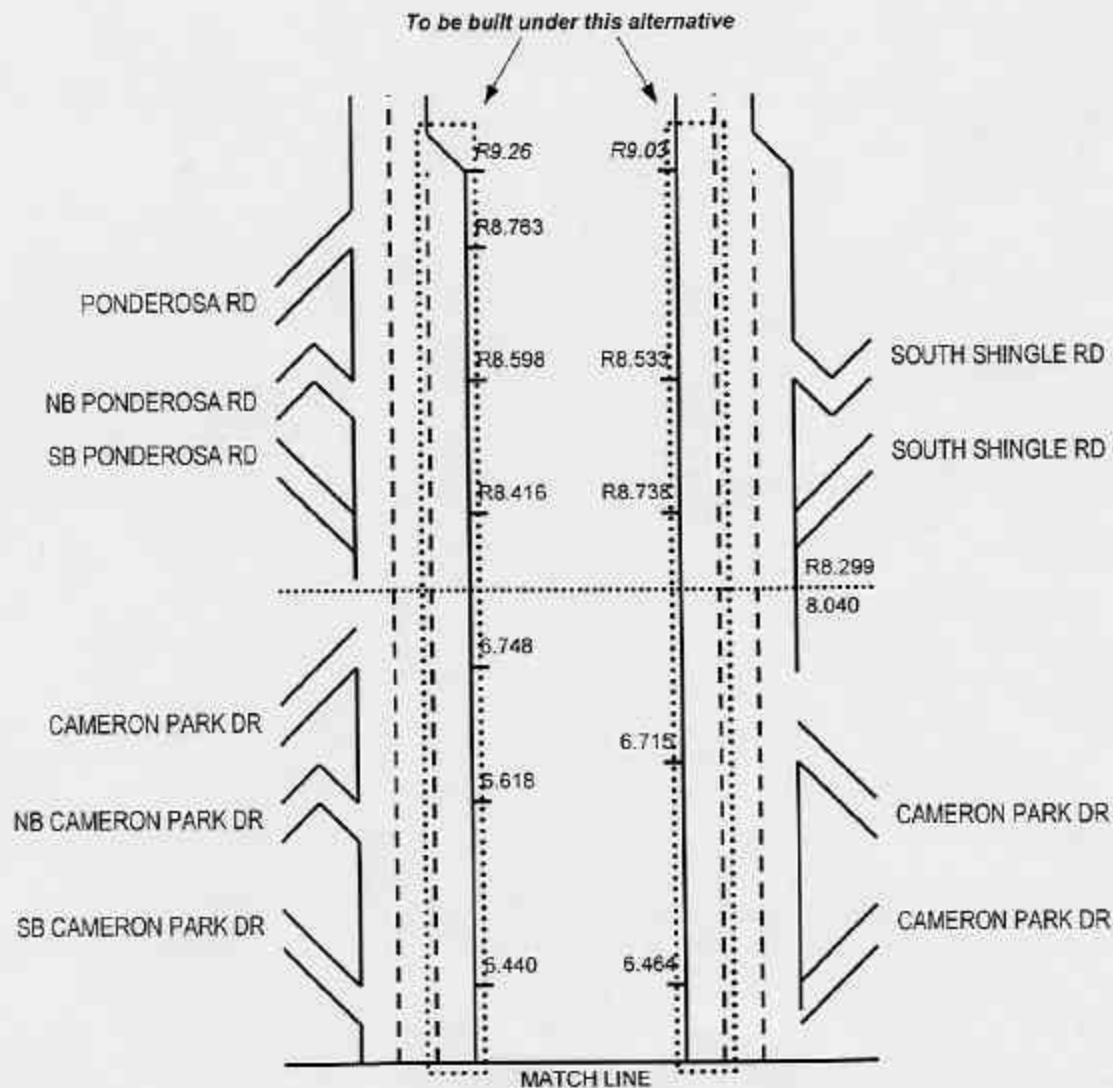 To be built under this alternative
R9.26
R9.03
R8.763
PONDEROSA RD
R8.598
R8.533
SOUTH SHINGLE RD
NB PONDEROSA RD
SB PONDEROSA RD
SOUTH SHINGLE RD
R8.416
R8.738
R8.299
8.040
6.748
CAMERON PARK DR
6.715
6.618
NB CAMERON PARK DR
CAMERON PARK DR
SB CAMERON PARK DR
CAMERON PARK DR
6.440
6.464
MATCH LINE